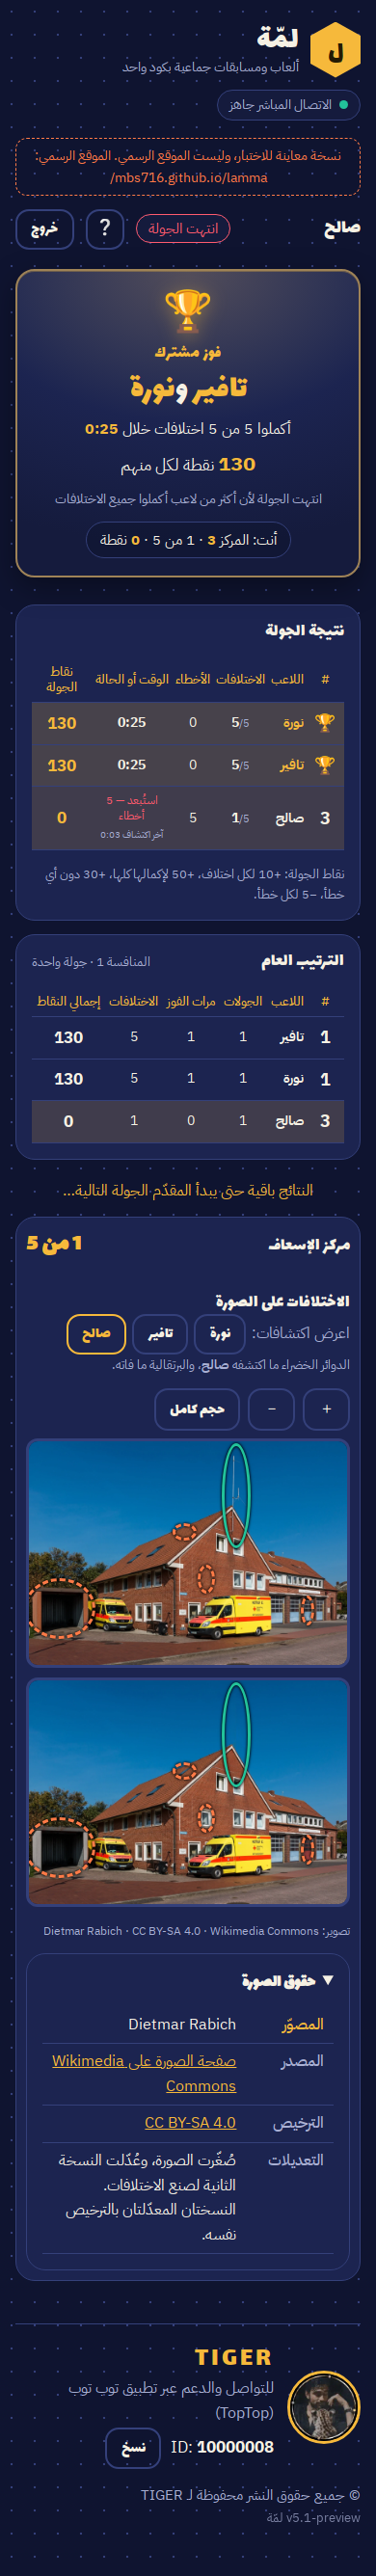 ل
لمّة
ألعاب ومسابقات جماعية بكود واحد
الاتصال المباشر جاهز
نسخة معاينة للاختبار، وليست الموقع الرسمي. الموقع الرسمي:
mbs716.github.io/lamma/
صالح
انتهت الجولة
?
خروج
فوز مشترك
تافير ونورة
أكملوا 5 من 5 اختلافات خلال 0:25
130 نقطة لكل منهم
انتهت الجولة لأن أكثر من لاعب أكملوا جميع الاختلافات
أنت: المركز 3 · 1 من 5 · 0 نقطة
نتيجة الجولة
# اللاعب الاختلافات الأخطاء الوقت أو الحالة نقاط الجولة
نورة 5/5 0 0:25 130
تافير 5/5 0 0:25 130
3 صالح 1/5 5 استُبعد — 5 أخطاء 0
آخر اكتشاف 0:03
نقاط الجولة: +10 لكل اختلاف، +50 لإكمالها كلها، +30 دون أي
خطأ، −5 لكل خطأ.
الترتيب العام
المنافسة 1 · جولة واحدة
# اللاعب الجولات مرات الفوز الاختلافات إجمالي النقاط
1 تافير 1 1 5 130
1 نورة 1 1 5 130
3 صالح 1 0 1 0
النتائج باقية حتى يبدأ المقدّم الجولة التالية...
مركز الإسعاف
1 من 5
الاختلافات على الصورة
اعرض اكتشافات: نورة تافير صالح
الدوائر الخضراء ما اكتشفه صالح، والبرتقالية ما فاته.
+ − حجم كامل
تصوير: Dietmar Rabich · CC BY-SA 4.0 · Wikimedia Commons
▼ حقوق الصورة
المصوّر Dietmar Rabich
المصدر صفحة الصورة على Wikimedia
Commons
الترخيص CC BY-SA 4.0
التعديلات صُغّرت الصورة، وعُدّلت النسخة
الثانية لصنع الاختلافات.
النسختان المعدّلتان بالترخيص
نفسه.
TIGER
للتواصل والدعم عبر تطبيق توب توب
(TopTop)
ID: 10000008 نسخ
© جميع حقوق النشر محفوظة لـ TIGER
لمّة v5.1-preview